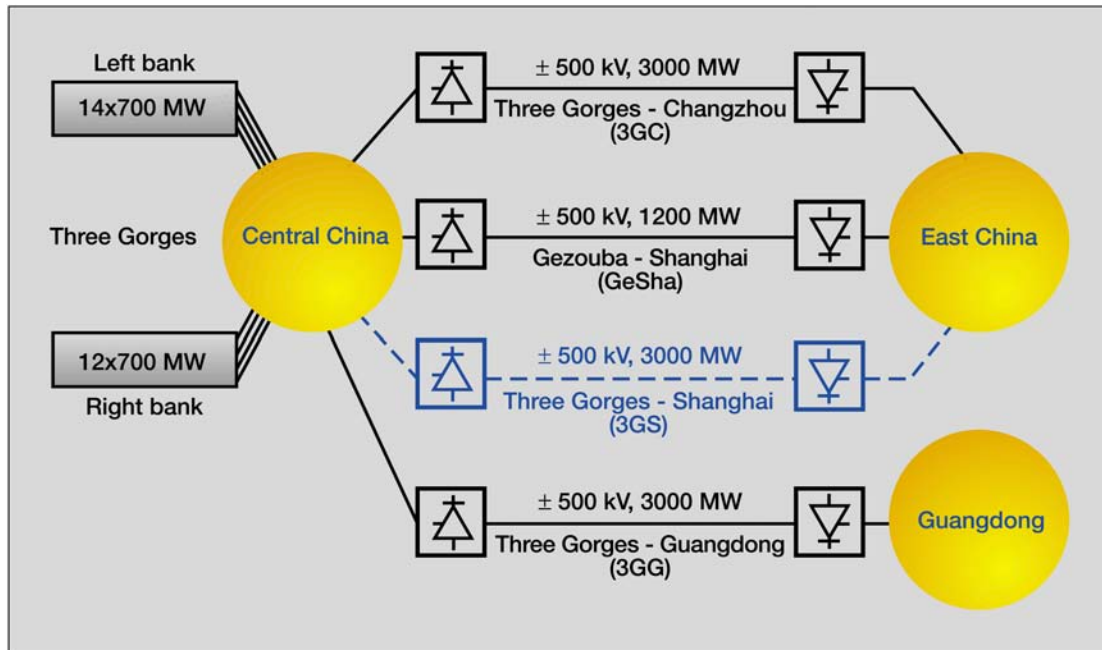 Left bank
14x700 MW
Three Gorges
12x700 MW
Right bank
Central China
± 500 kV, 3000 MW
Three Gorges - Changzhou
(3GC)
± 500 kV, 1200 MW
Gezouba - Shanghai
(GeSha)
± 500 kV, 3000 MW
Three Gorges - Shanghai
(3GS)
± 500 kV, 3000 MW
Three Gorges - Guangdong
(3GG)
East China
Guangdong